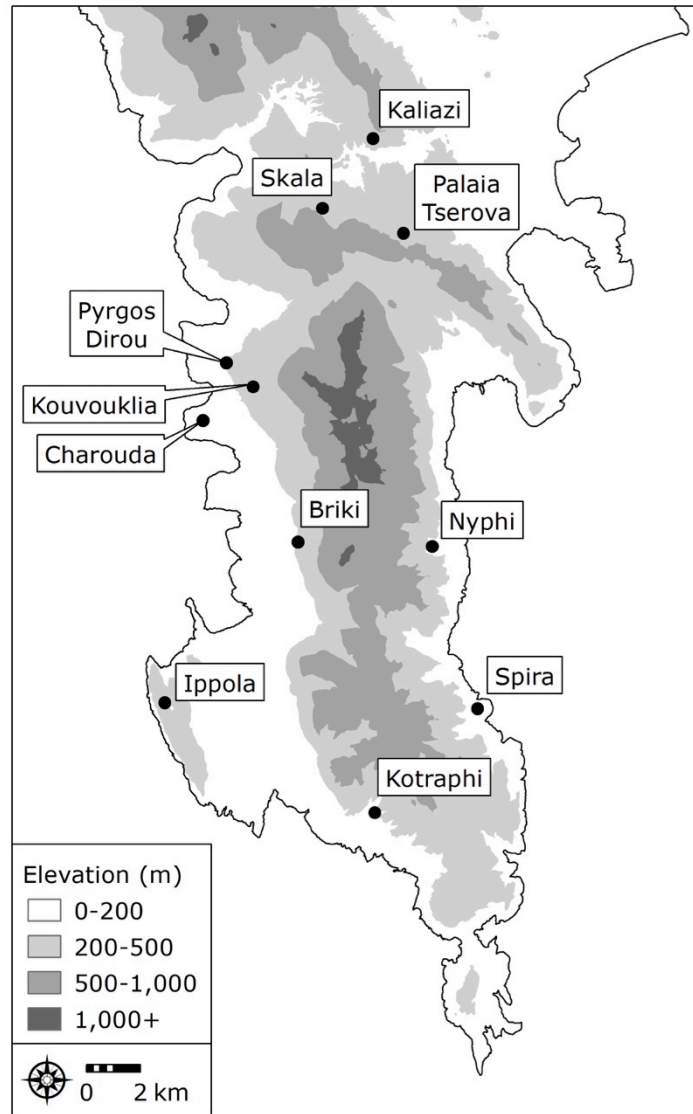 Kaliazi
Skala
Palaia
Tserova
Pyrgos
Dirou
Kouvouklia
Charouda
Briki
Nyphi
Ippola
Spira
Kotraphi
Elevation (m)
0-200
200-500
500-1,000
1,000+
0 2 km